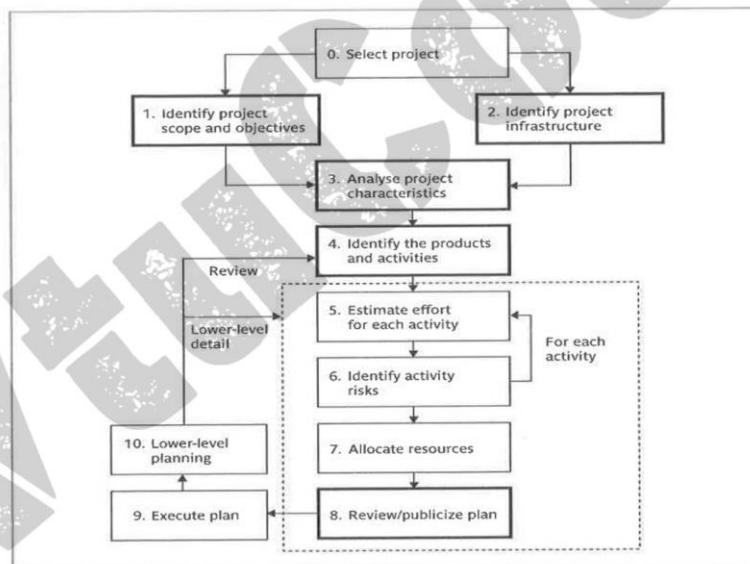 0. Select project
1. Identify project
scope and objectives
2. Identify project
infrastructure
3. Analyse project
characteristics
4. Identify the products
and activities
Review
5. Estimate effort
for each activity
Lower-level
detail
For each
activity
6. Identify activity
risks
10. Lower-level
planning
7. Allocate resources
9. Execute plan
8. Review/publicize plan